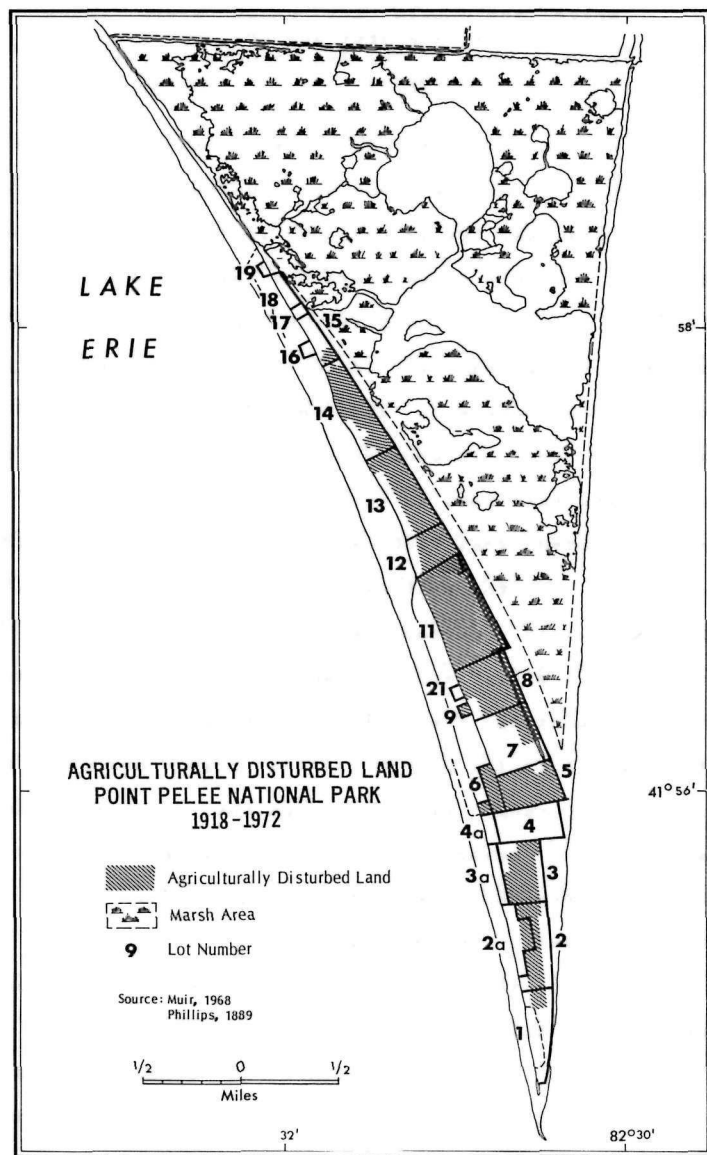 LAKE
ERIE
58'
19
18
17
15
16
14
13
12
11
21
8
9
7
AGRICULTURALLY DISTURBED LAND
POINT PELEE NATIONAL PARK
1918-1972
6
5
41°56'
4a
4
3a
3
2a
2
Agriculturally Disturbed Land
Marsh Area
9 Lot Number
Source: Muir, 1968
Phillips, 1889
1
1/2 0 1/2
Miles
32'
82°30'